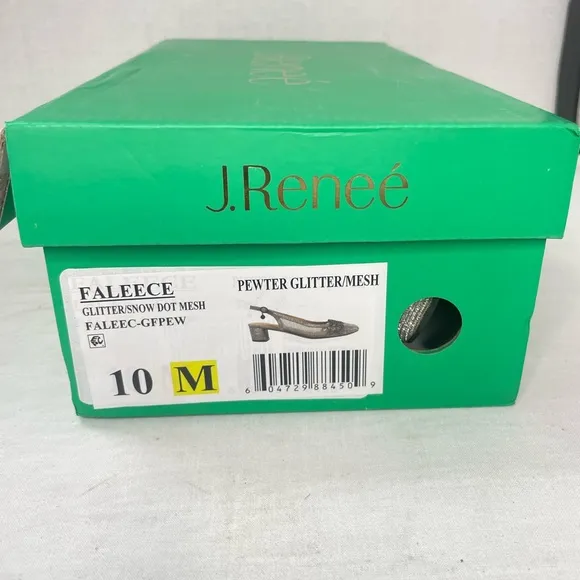 J.Reneé
FALEECE
GLITTER/SNOW DOT MESH
FALEEC-GFPEW
PEWTER GLITTER/MESH
10 M
6 04729 88450 9